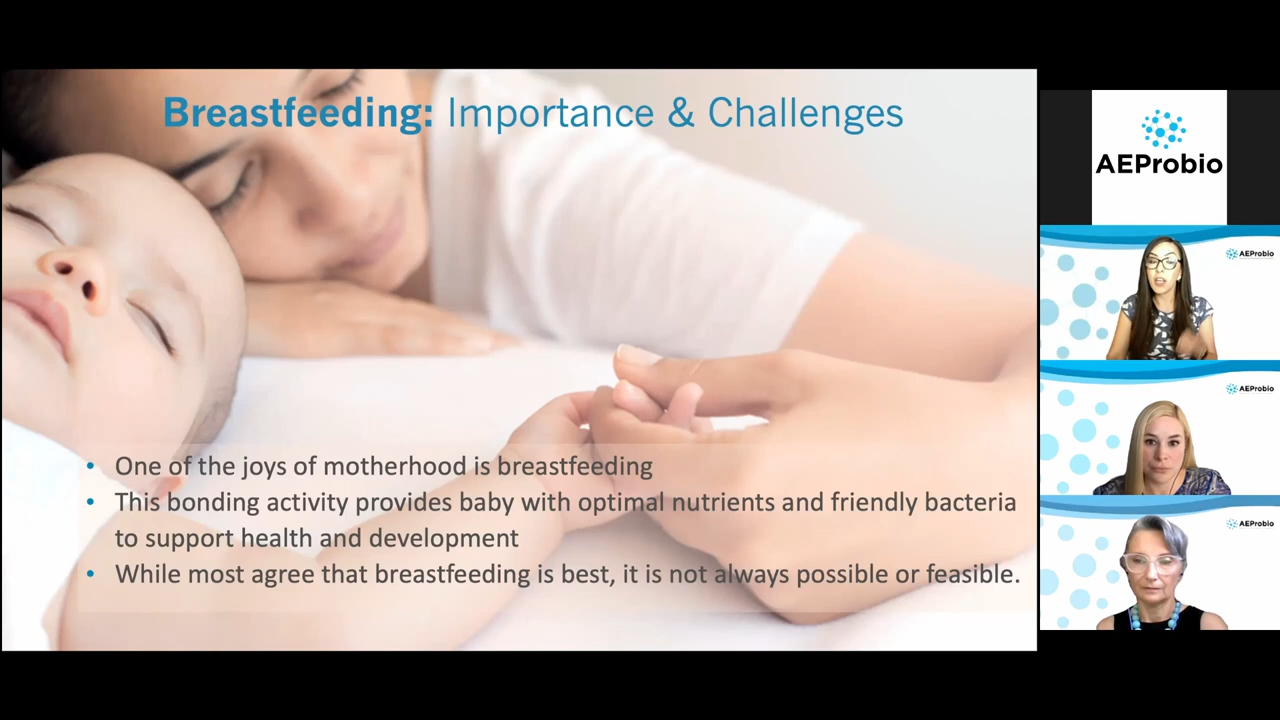 Breastfeeding: Importance & Challenges
• One of the joys of motherhood is breastfeeding
• This bonding activity provides baby with optimal nutrients and friendly bacteria
to support health and development
• While most agree that breastfeeding is best, it is not always possible or feasible.
AEProbio
AEProbio
AEProbio
AEProbio